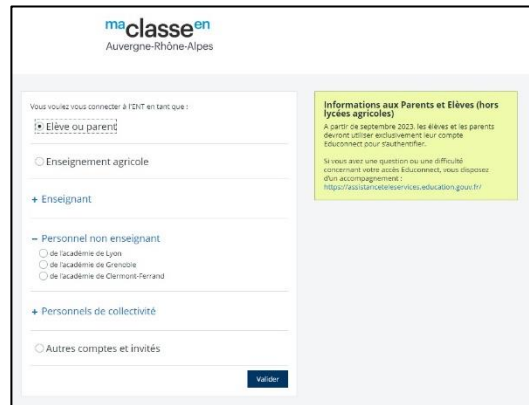 ma classe en
Auvergne-Rhône-Alpes
Vous voulez vous connecter à l'ENT en tant que :
Elève ou parent
Enseignement agricole
+ Enseignant
− Personnel non enseignant
de l'académie de Lyon
de l'académie de Grenoble
de l'académie de Clermont-Ferrand
+ Personnels de collectivité
Autres comptes et invités
Valider
Informations aux Parents et Elèves (hors
lycées agricoles)
A partir de septembre 2023, les élèves et les parents
devront utiliser exclusivement leur compte
Educonnect pour s'authentifier.
Si vous avez une question ou une difficulté
concernant votre accès Educonnect, vous disposez
d'un accompagnement :
https://assistanceteleservices.education.gouv.fr/